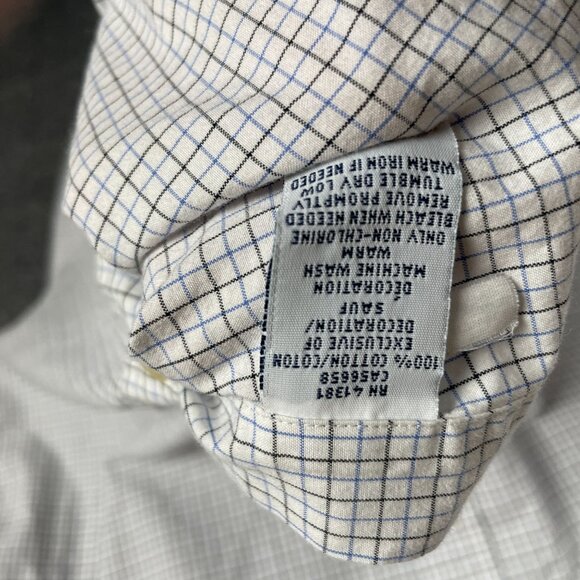 RN 41381
CA56658
100% COTTON/COTON
EXCLUSIVE OF
DECORATION/
SAUF
DÉCORATION
MACHINE WASH
WARM
ONLY NON-CHLORINE
BLEACH WHEN NEEDED
REMOVE PROMPTLY
TUMBLE DRY LOW
WARM IRON IF NEEDED